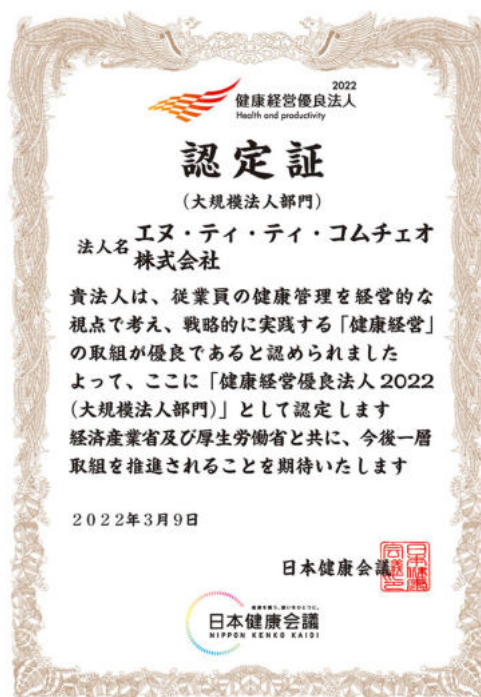 2022
健康経営優良法人
Health and productivity
認定証
(大規模法人部門)
法人名 エヌ・ティ・ティ・コムチェオ
株式会社
貴法人は、従業員の健康管理を経営的な
視点で考え、戦略的に実践する「健康経営」
の取組が優良であると認められました
よって、ここに「健康経営優良法人2022
(大規模法人部門)」として認定します
経済産業省及び厚生労働省と共に、今後一層
取組を推進されることを期待いたします
2022年3月9日
日本健康会議
日本健康会議
NIPPON KENKO KAIGI